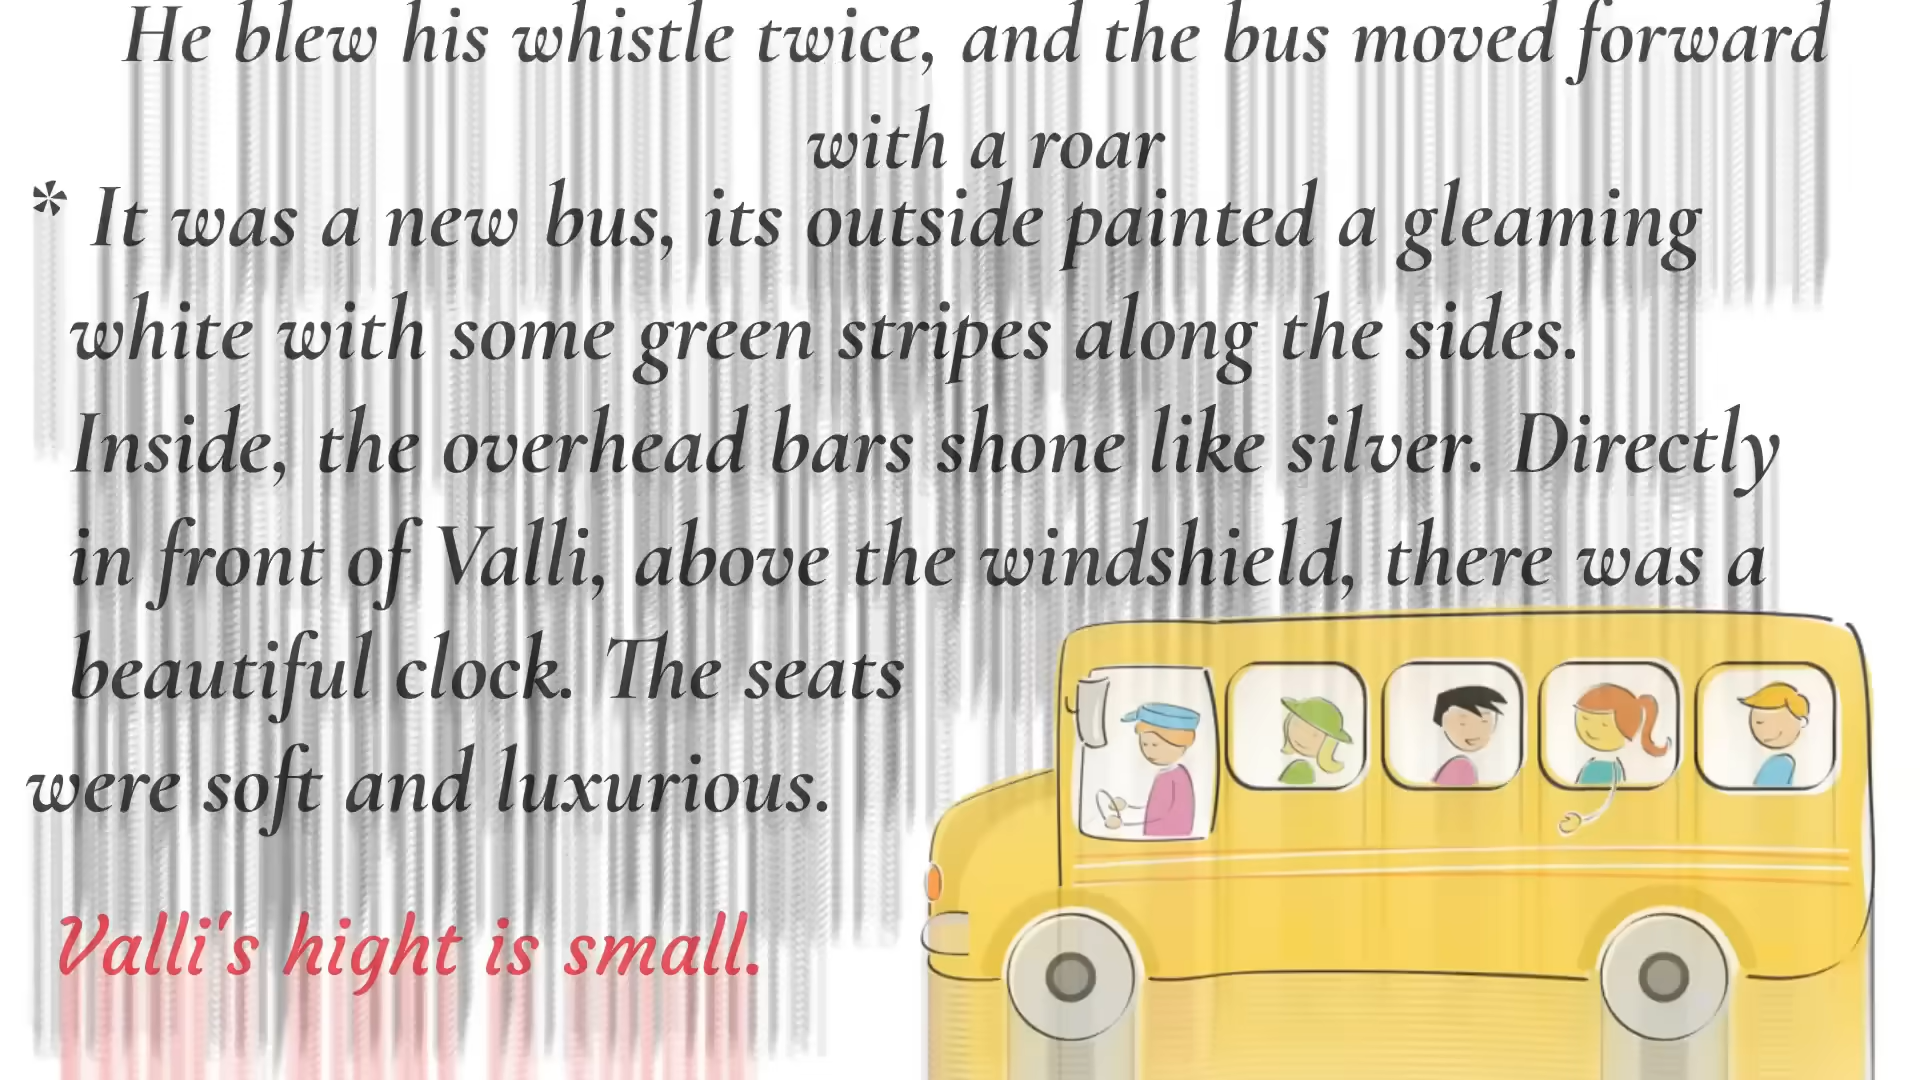 He blew his whistle twice, and the bus moved forward
with a roar
* It was a new bus, its outside painted a gleaming
white with some green stripes along the sides.
Inside, the overhead bars shone like silver. Directly
in front of Valli, above the windshield, there was a
beautiful clock. The seats
were soft and luxurious.
Valli's hight is small.